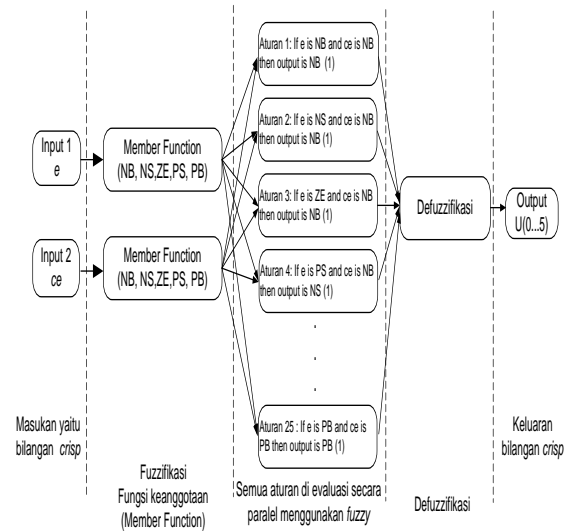 Aturan 1: If e is NB and ce is NB
then output is NB (1)
Aturan 2: If e is NS and ce is NB
then output is NB (1)
Aturan 3: If e is ZE and ce is NB
then output is NB (1)
Aturan 4: If e is PS and ce is NB
then output is NS (1)
.
.
.
Aturan 25 : If e is PB and ce is
PB then output is PB (1)
Input 1
e
Member Function
(NB, NS,ZE,PS, PB)
Input 2
ce
Member Function
(NB, NS,ZE,PS, PB)
Defuzzifikasi
Output
U(0...5)
Masukan yaitu
bilangan crisp
Fuzzifikasi
Fungsi keanggotaan
(Member Function)
Semua aturan di evaluasi secara
paralel menggunakan fuzzy
Defuzzifikasi
Keluaran
bilangan crisp